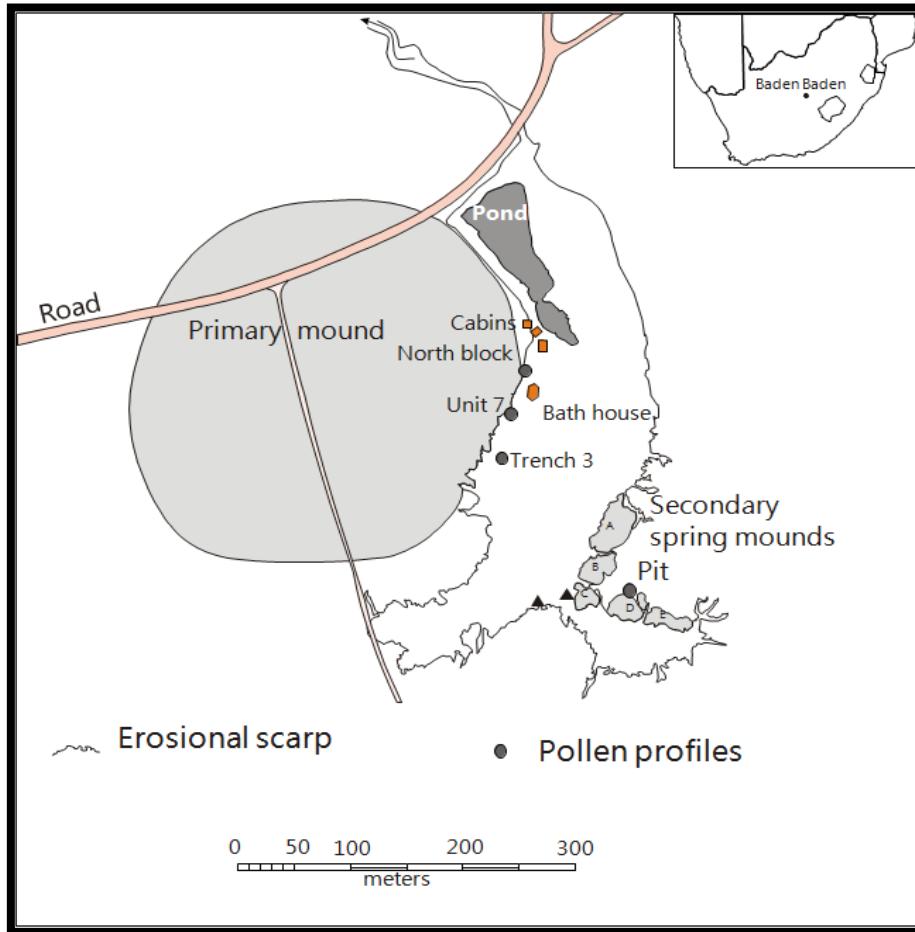 Baden Baden
Pond
Road
Cabins
Primary mound
North block
Unit 7
Bath house
Trench 3
Secondary
spring mounds
A
B
Pit
C
D
E
Erosional scarp
Pollen profiles
0 50 100 200 300
meters